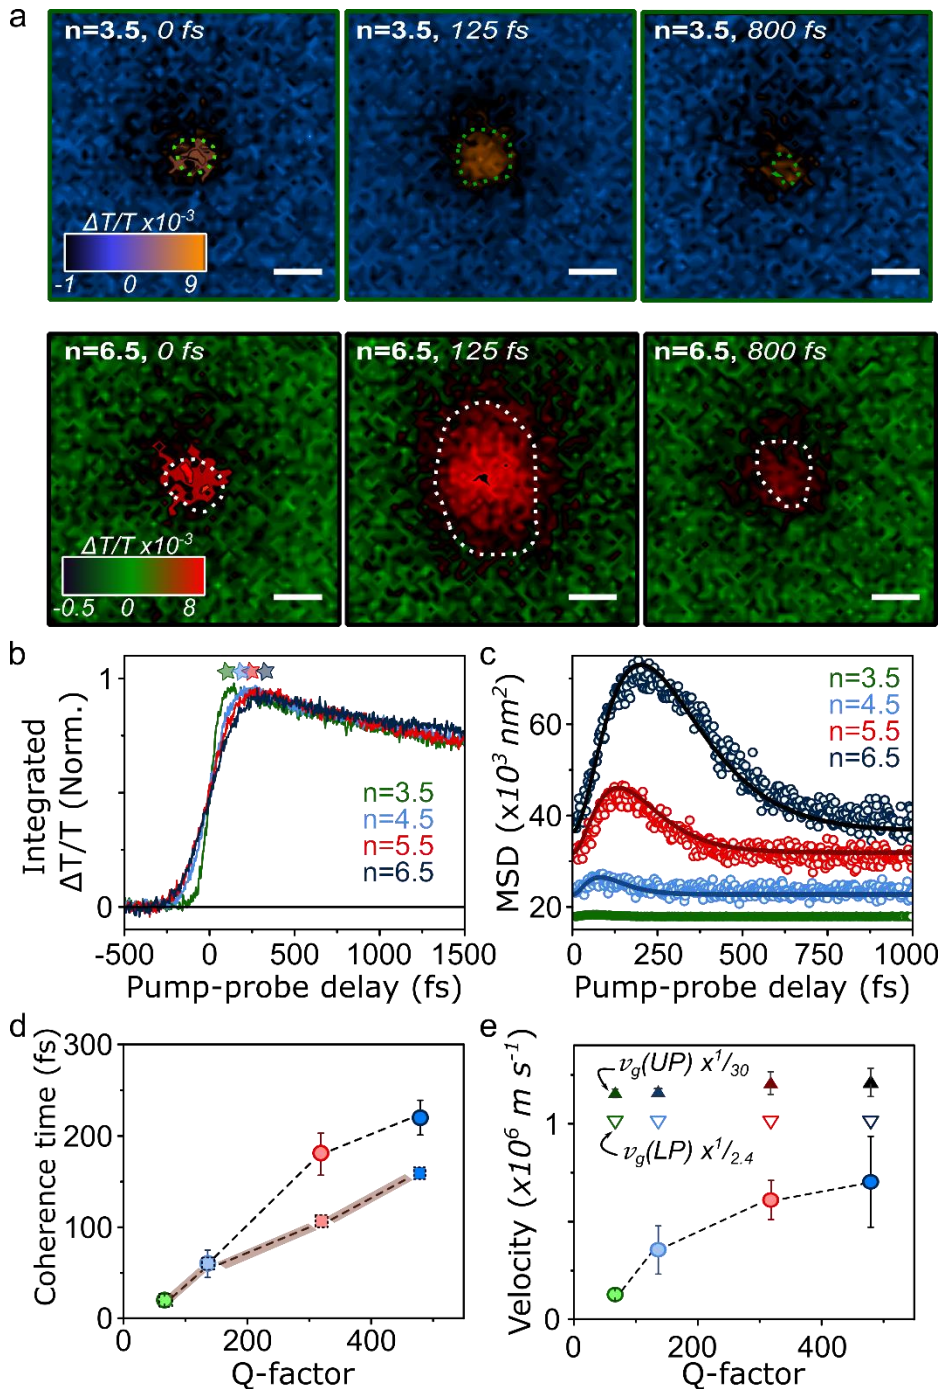 a
n=3.5, 0 fs
n=3.5, 125 fs
n=3.5, 800 fs
ΔT/T x10⁻³
-1 0 9
n=6.5, 0 fs
n=6.5, 125 fs
n=6.5, 800 fs
ΔT/T x10⁻³
-0.5 0 8
b
Integrated
ΔT/T (Norm.)
1
0
n=3.5
n=4.5
n=5.5
n=6.5
-500 0 500 1000 1500
Pump-probe delay (fs)
c
MSD (x10³ nm²)
60
40
20
n=3.5
n=4.5
n=5.5
n=6.5
0 250 500 750 1000
Pump-probe delay (fs)
d
Coherence time (fs)
300
200
100
0
0 200 400
Q-factor
e
Velocity (x10⁶ m s⁻¹)
1
0
v_g(UP) x¹/₃₀
v_g(LP) x¹/₂.₄
0 200 400
Q-factor